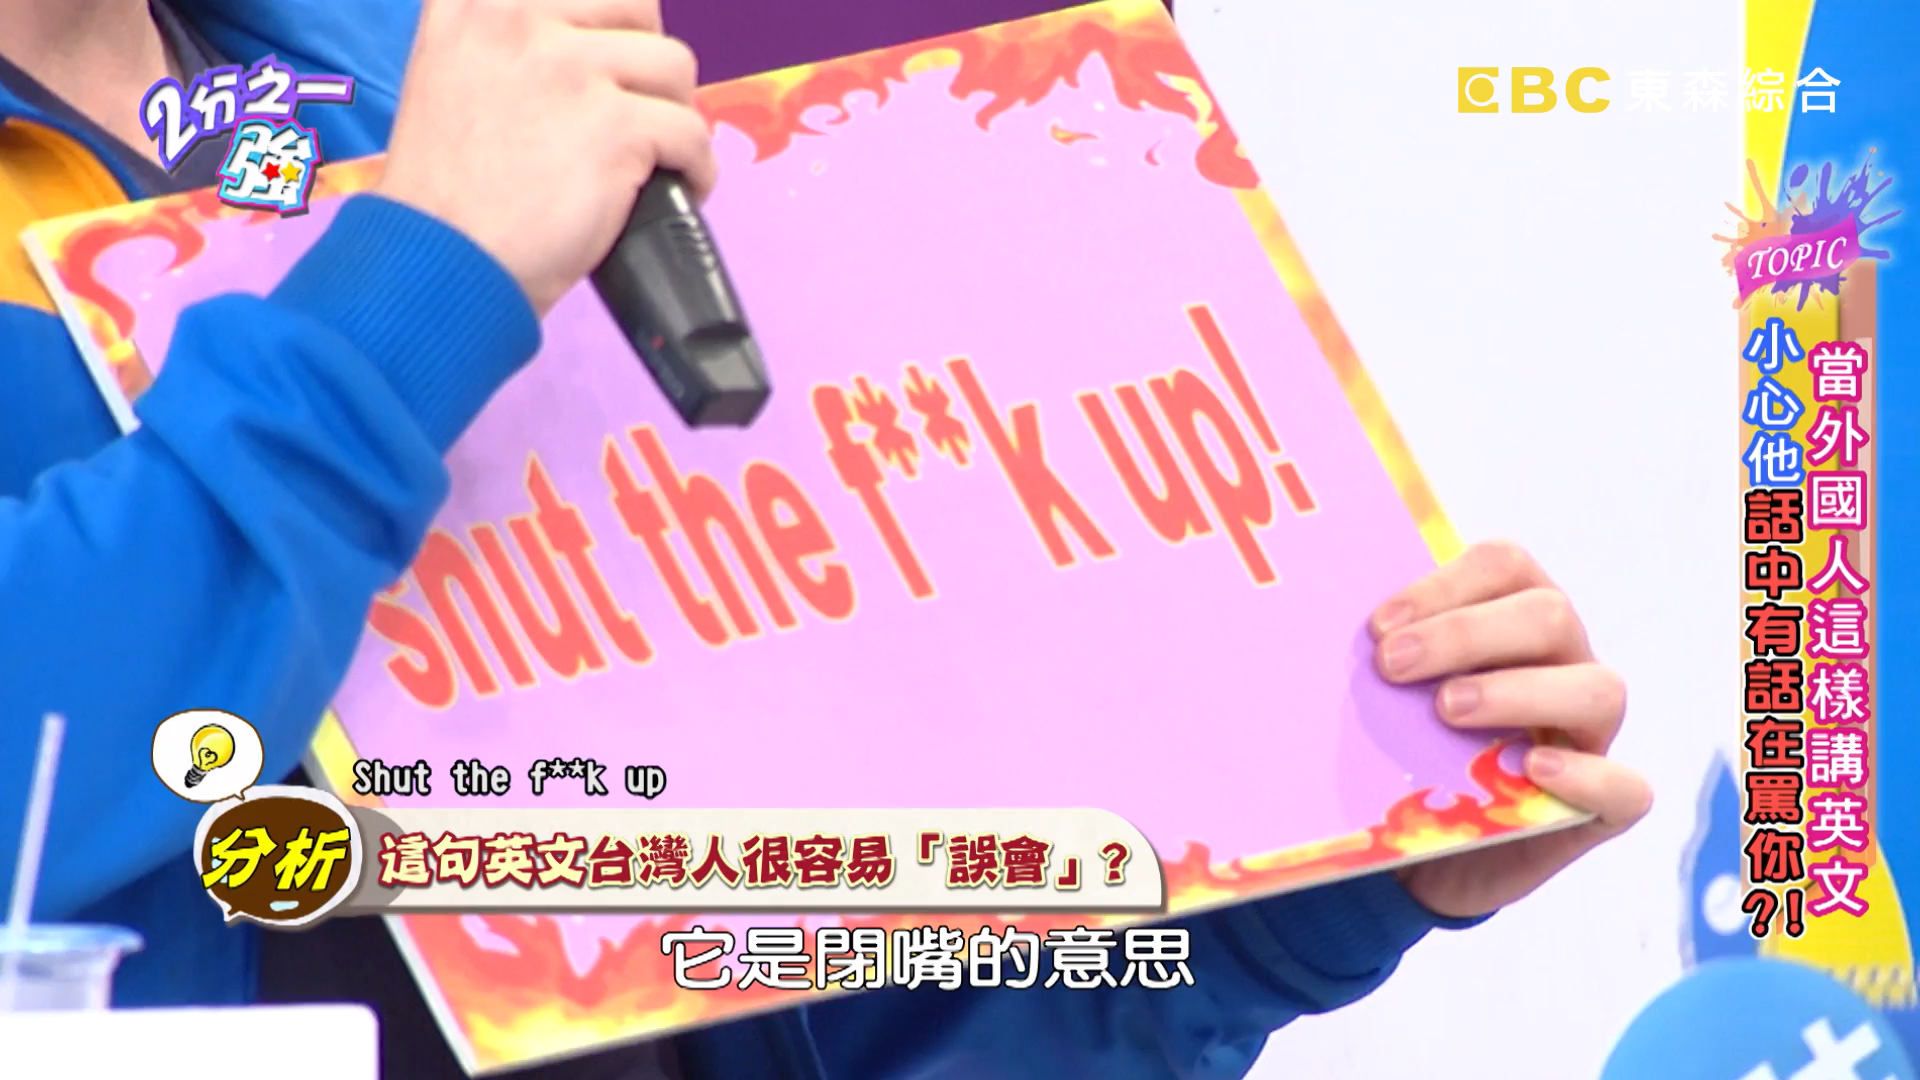 2分之一
強
EBC 東森綜合
TOPIC
當外國人這樣講英文
小心他話中有話在罵你?!
shut the f**k up!
Shut the f**k up
分析
這句英文台灣人很容易「誤會」?
它是閉嘴的意思